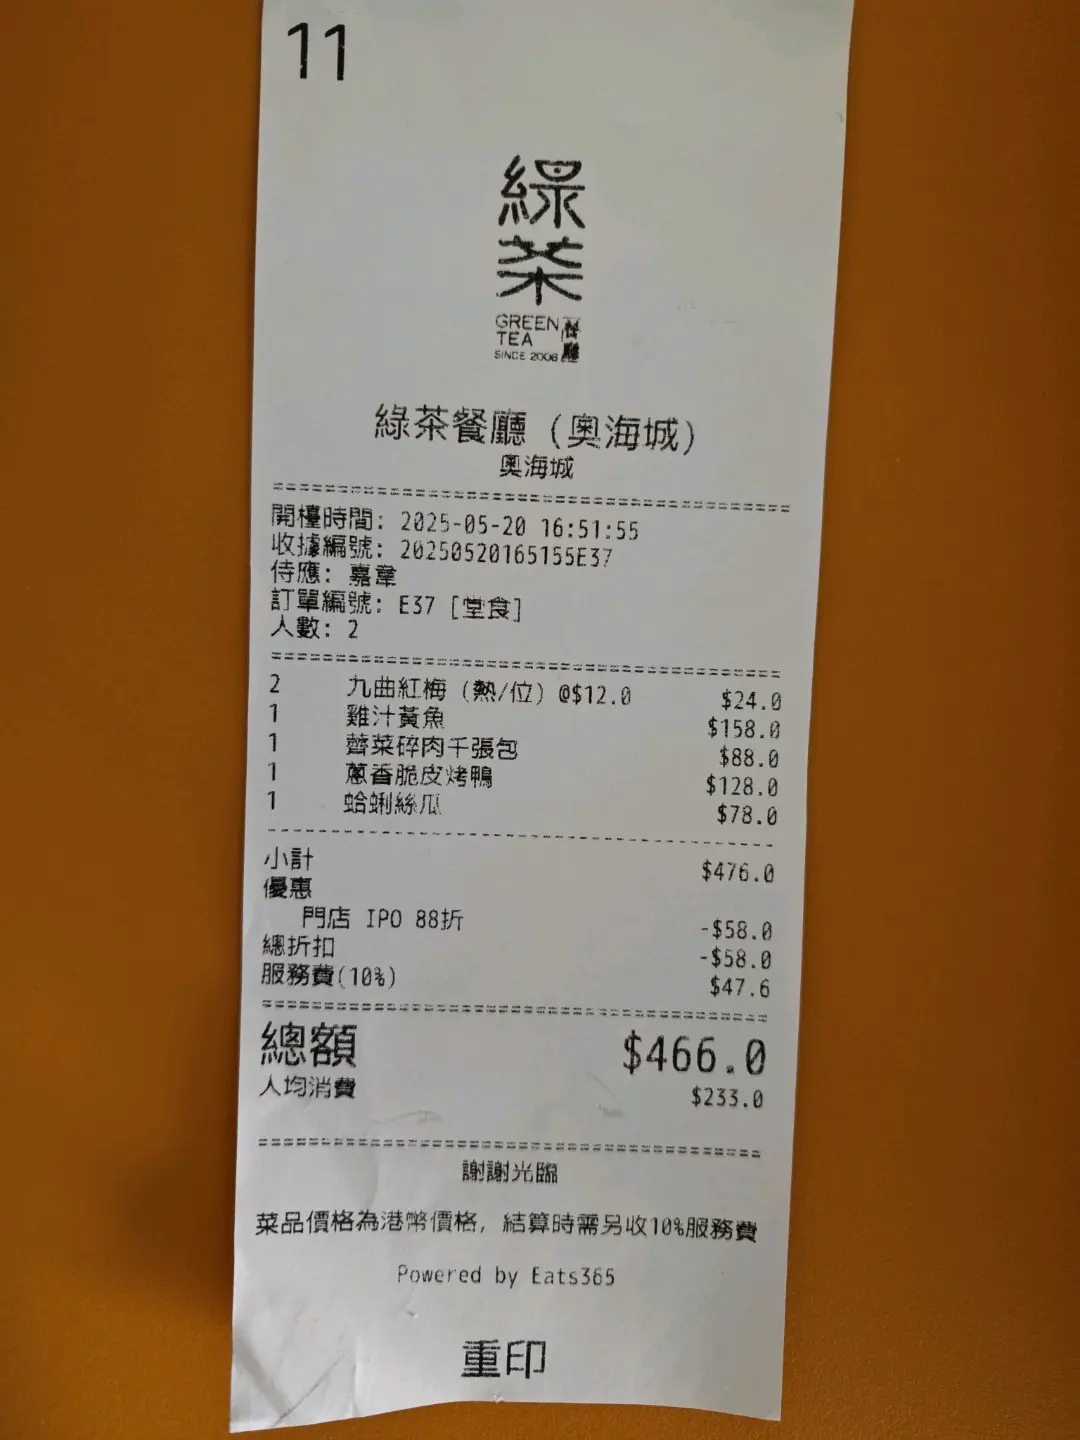 11
綠茶
GREEN TEA 餐廳
SINCE 2008
綠茶餐廳 (奧海城)
奧海城
開檯時間: 2025-05-20 16:51:55
收據編號: 20250520165155E37
侍應: 嘉韋
訂單編號: E37 [堂食]
人數: 2
2 九曲紅梅 (熱/位) @$12.0 $24.0
1 雞汁黃魚 $158.0
1 薺菜碎肉千張包 $88.0
1 蔥香脆皮烤鴨 $128.0
1 蛤蜊絲瓜 $78.0
小計 $476.0
優惠
門店 IPO 88折 -$58.0
總折扣 -$58.0
服務費(10%) $47.6
總額 $466.0
人均消費 $233.0
謝謝光臨
菜品價格為港幣價格, 結算時需另收10%服務費
Powered by Eats365
重印